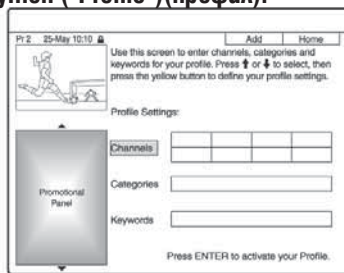 ("Profile")(профил).
Pr 2 25-May 10:10 Add Home
Use this screen to enter channels, categories and
keywords for your profile. Press ⬆ or ⬇ to select, then
press the yellow button to define your profile settings.
Profile Settings:
Channels
Categories
Promotional
Panel
Keywords
Press ENTER to activate your Profile.